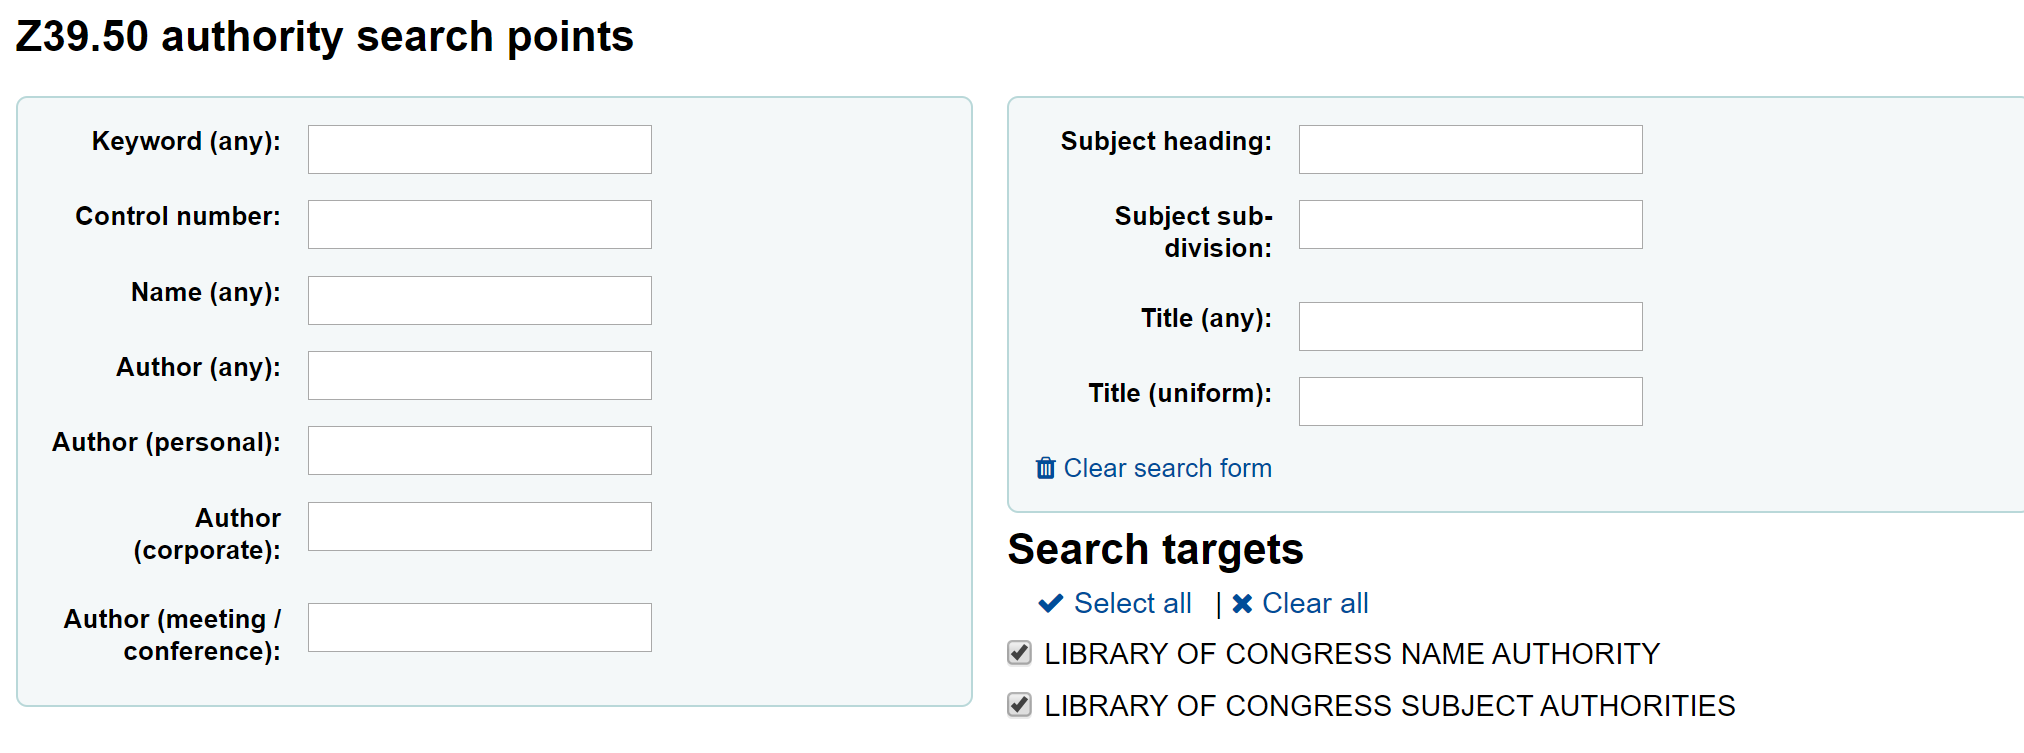 Z39.50 authority search points
Keyword (any):
Control number:
Name (any):
Author (any):
Author (personal):
Author
(corporate):
Author (meeting /
conference):
Subject heading:
Subject sub-
division:
Title (any):
Title (uniform):
Clear search form
Search targets
Select all | Clear all
LIBRARY OF CONGRESS NAME AUTHORITY
LIBRARY OF CONGRESS SUBJECT AUTHORITIES